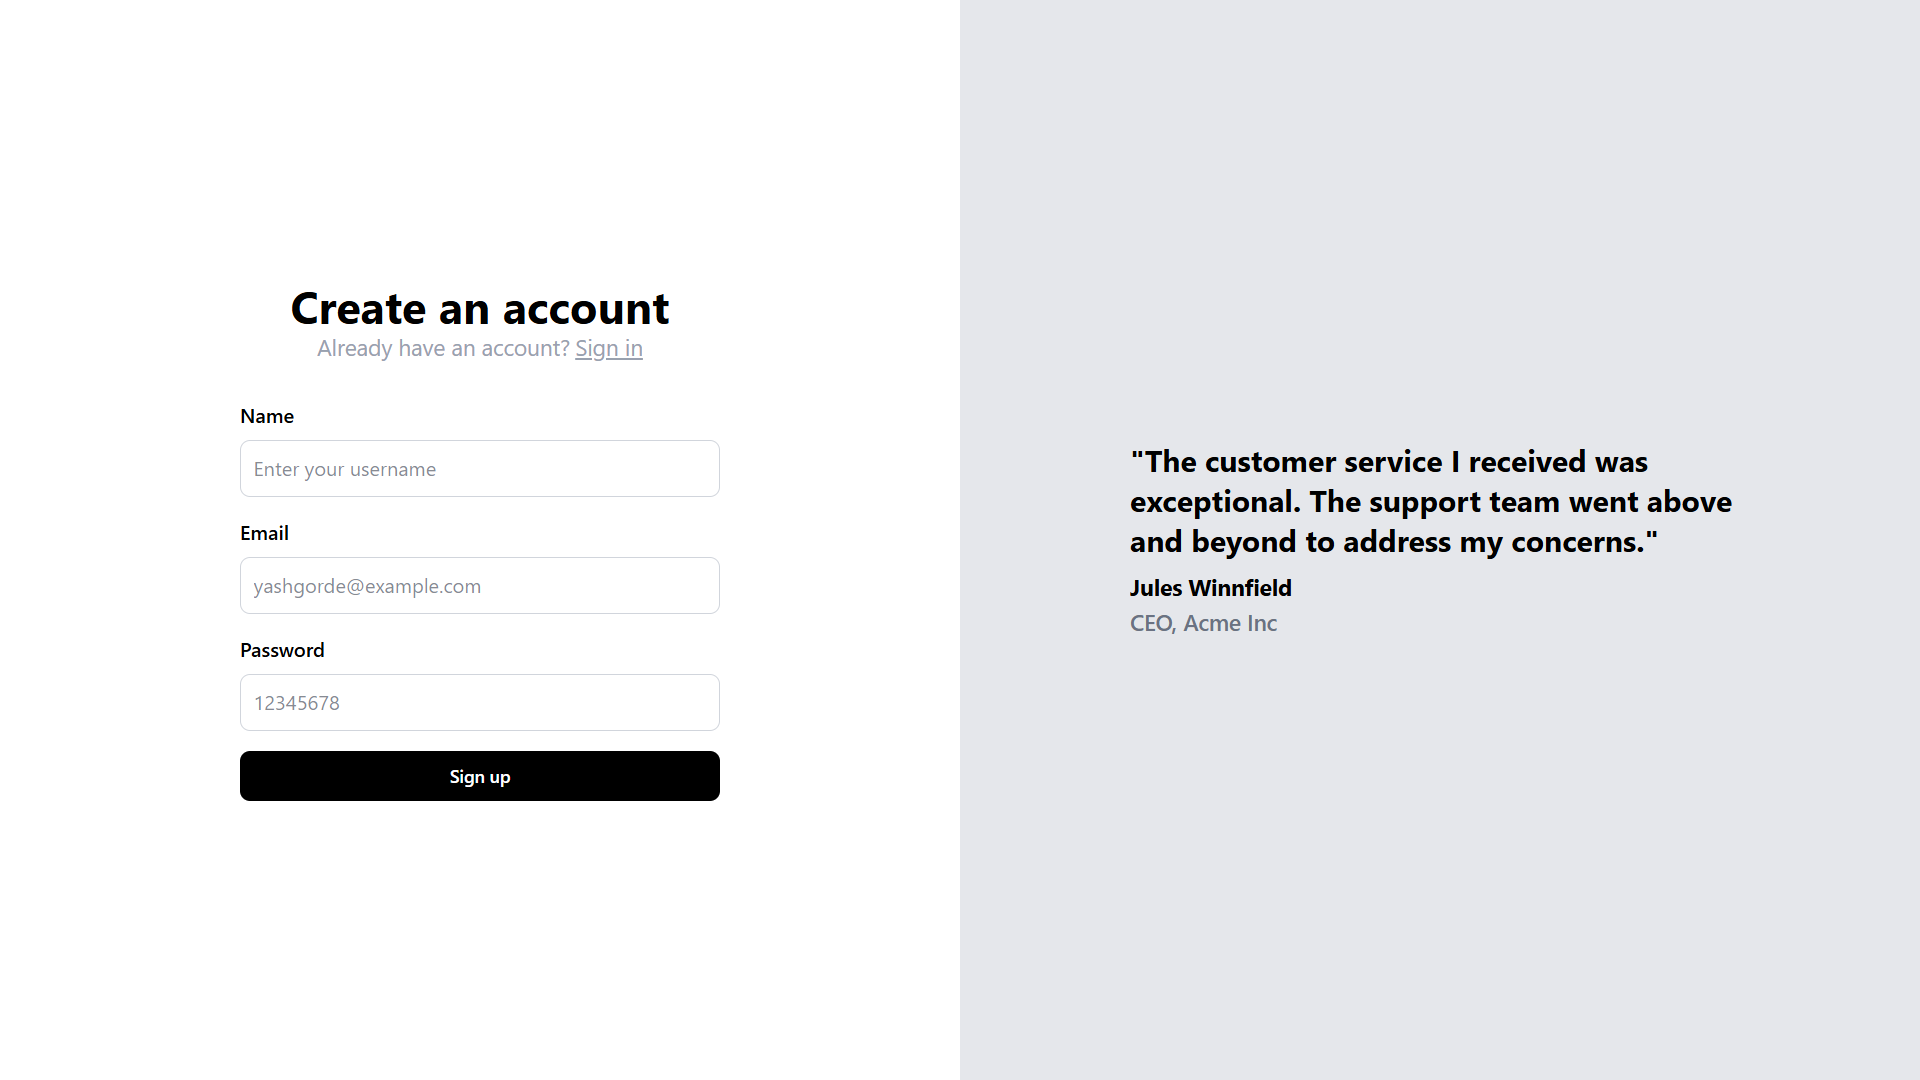 Create an account
Already have an account? Sign in
Name
Enter your username
Email
yashgorde@example.com
Password
12345678
Sign up
"The customer service I received was
exceptional. The support team went above
and beyond to address my concerns."
Jules Winnfield
CEO, Acme Inc